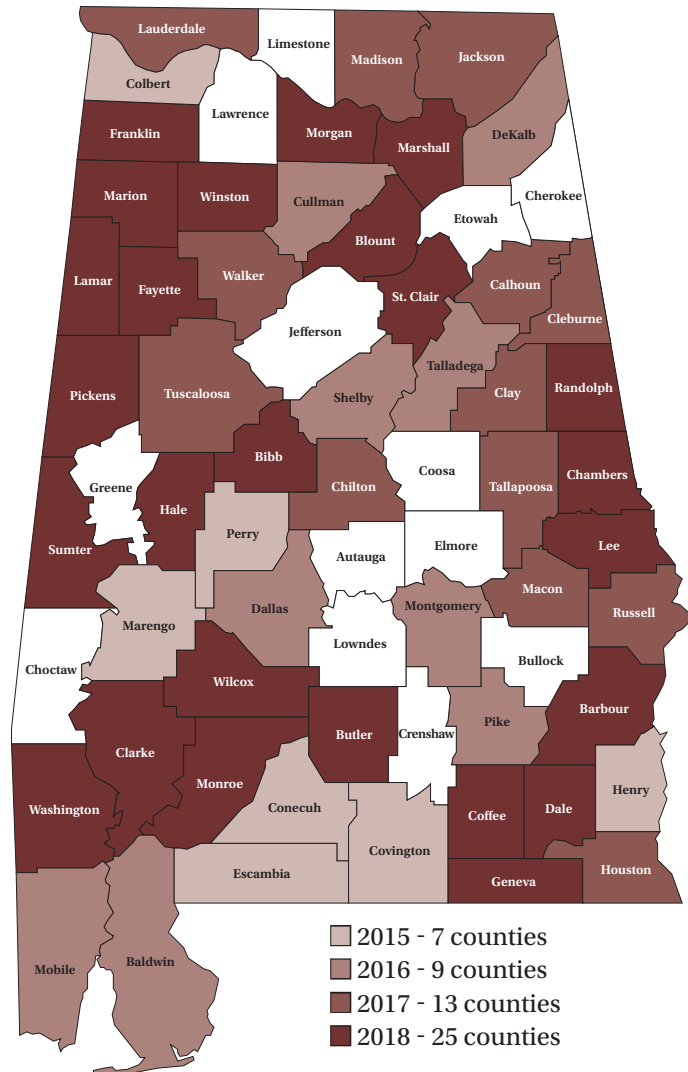 Lauderdale
Limestone
Madison
Jackson
Colbert
Lawrence
Franklin
Morgan
Marshall
DeKalb
Marion
Winston
Cullman
Cherokee
Etowah
Blount
Lamar
Fayette
Walker
St. Clair
Calhoun
Cleburne
Jefferson
Talladega
Pickens
Tuscaloosa
Shelby
Clay
Randolph
Bibb
Coosa
Chambers
Greene
Hale
Chilton
Tallapoosa
Sumter
Perry
Autauga
Elmore
Lee
Marengo
Dallas
Montgomery
Macon
Russell
Choctaw
Lowndes
Bullock
Wilcox
Barbour
Clarke
Butler
Crenshaw
Pike
Washington
Monroe
Conecuh
Coffee
Dale
Henry
Escambia
Covington
Geneva
Houston
Mobile
Baldwin
2015 - 7 counties
2016 - 9 counties
2017 - 13 counties
2018 - 25 counties